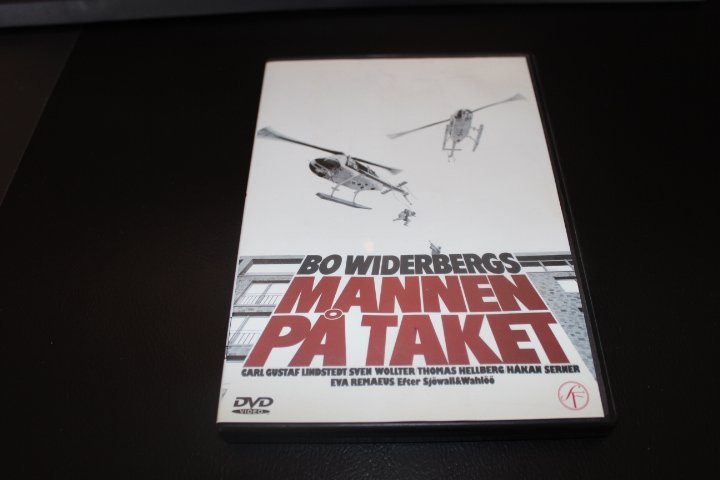 BO WIDERBERGS
MANNEN
PÅ TAKET
CARL GUSTAF LINDSTEDT SVEN WOLLTER THOMAS HELLBERG HÅKAN SERNER
EVA REMAEUS Efter Sjöwall&Wahlöö
DVD
VIDEO
SF